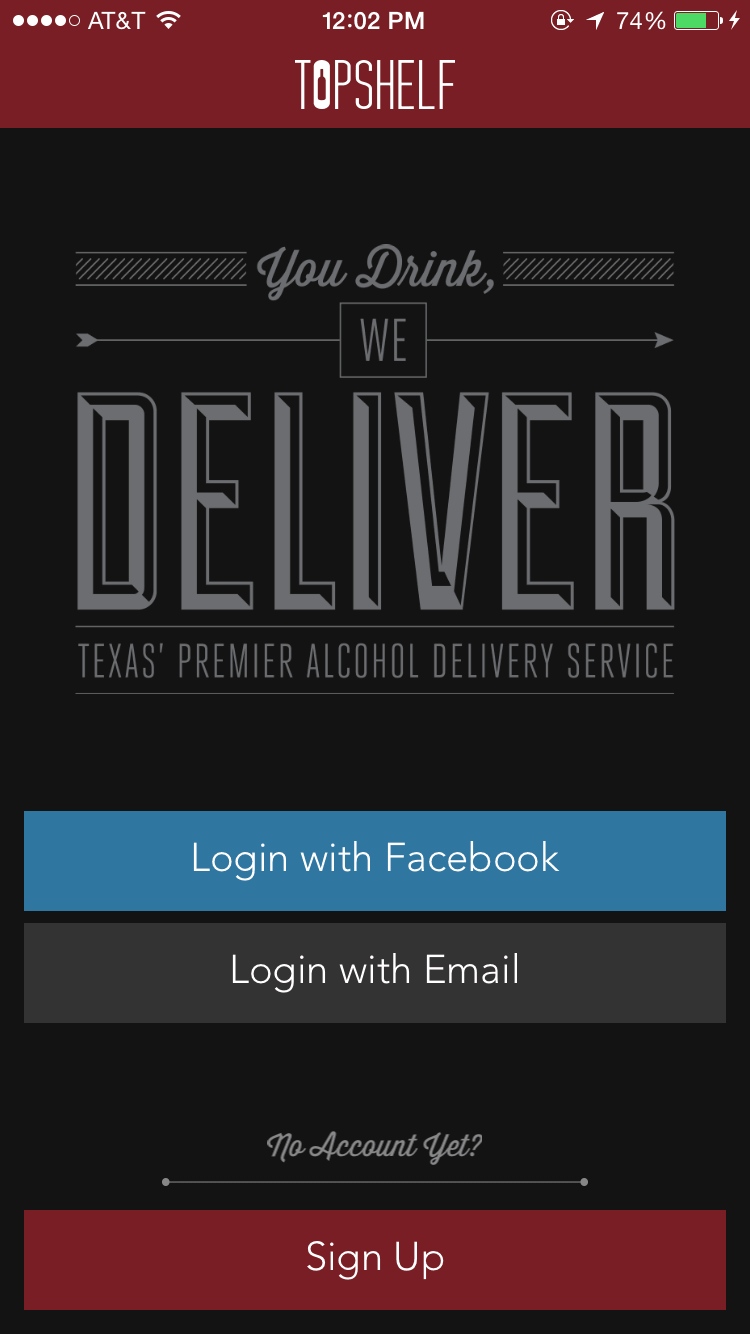 AT&T 12:02 PM 74%
TOPSHELF
You Drink,
WE
DELIVER
TEXAS' PREMIER ALCOHOL DELIVERY SERVICE
Login with Facebook
Login with Email
No Account Yet?
Sign Up